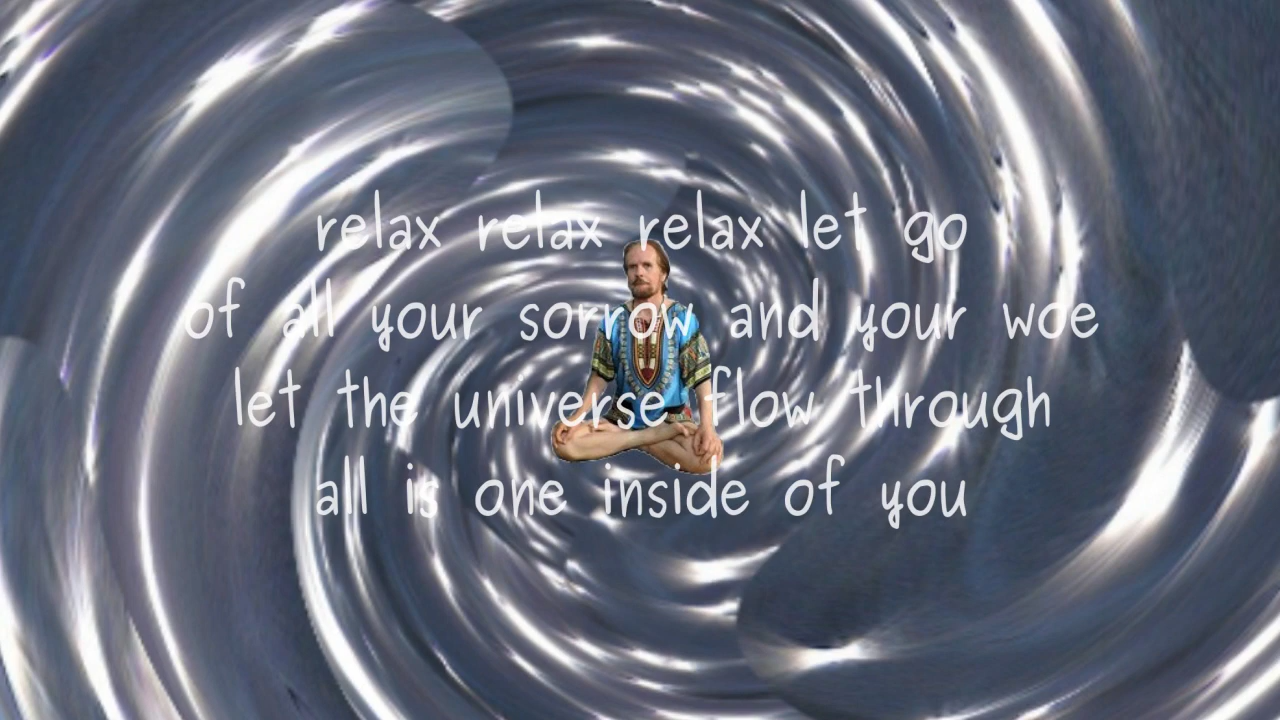 relax relax relax let go
of all your sorrow and your woe
let the universe flow through
all is one inside of you